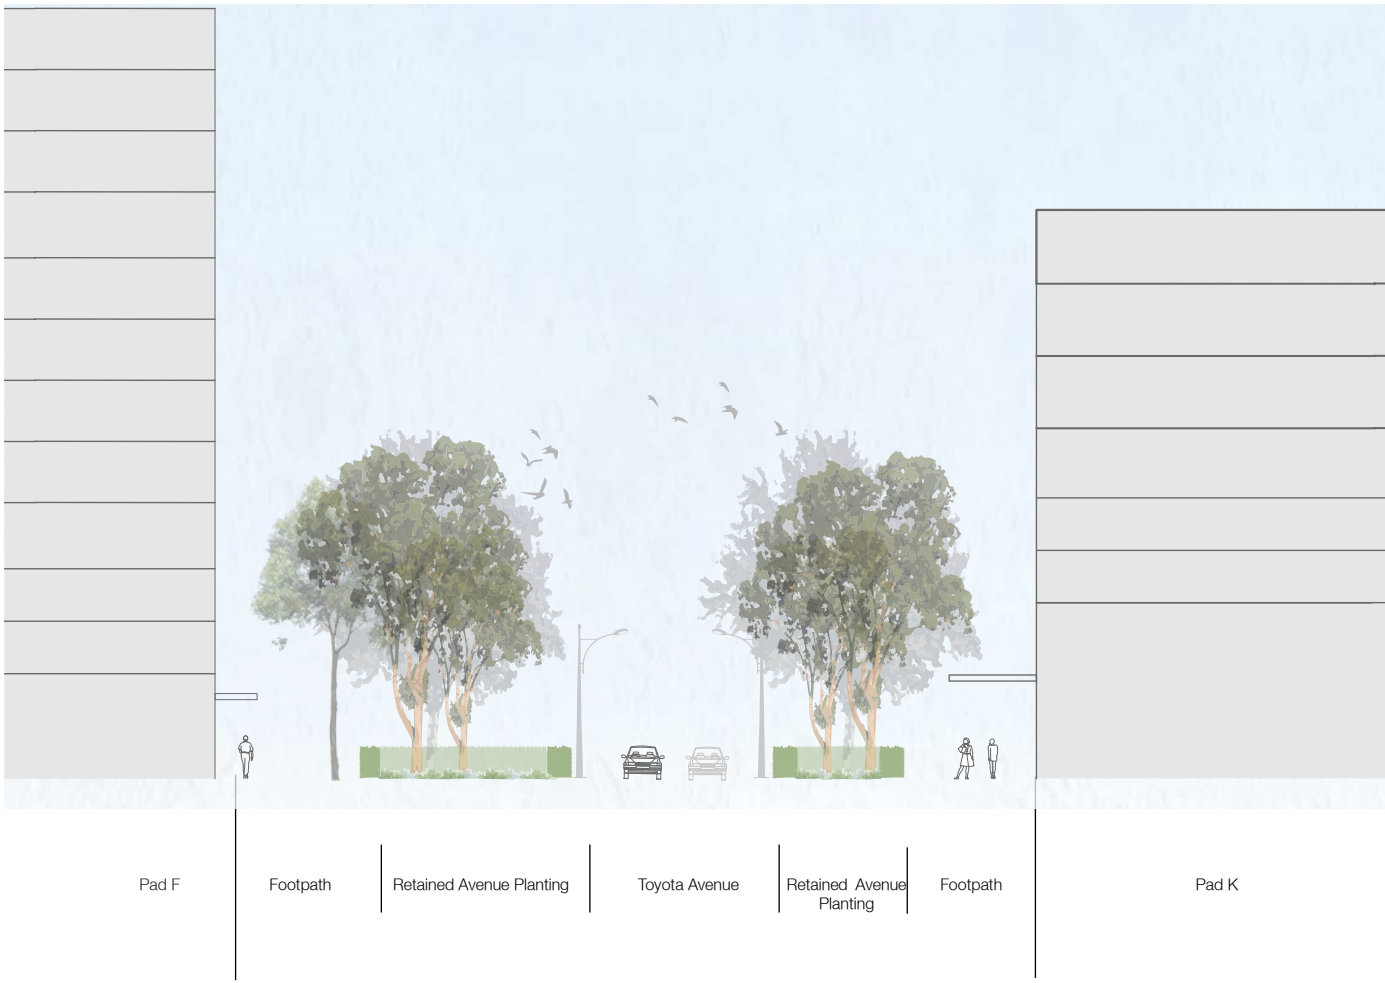 Pad F
Footpath
Retained Avenue Planting
Toyota Avenue
Retained Avenue
Planting
Footpath
Pad K